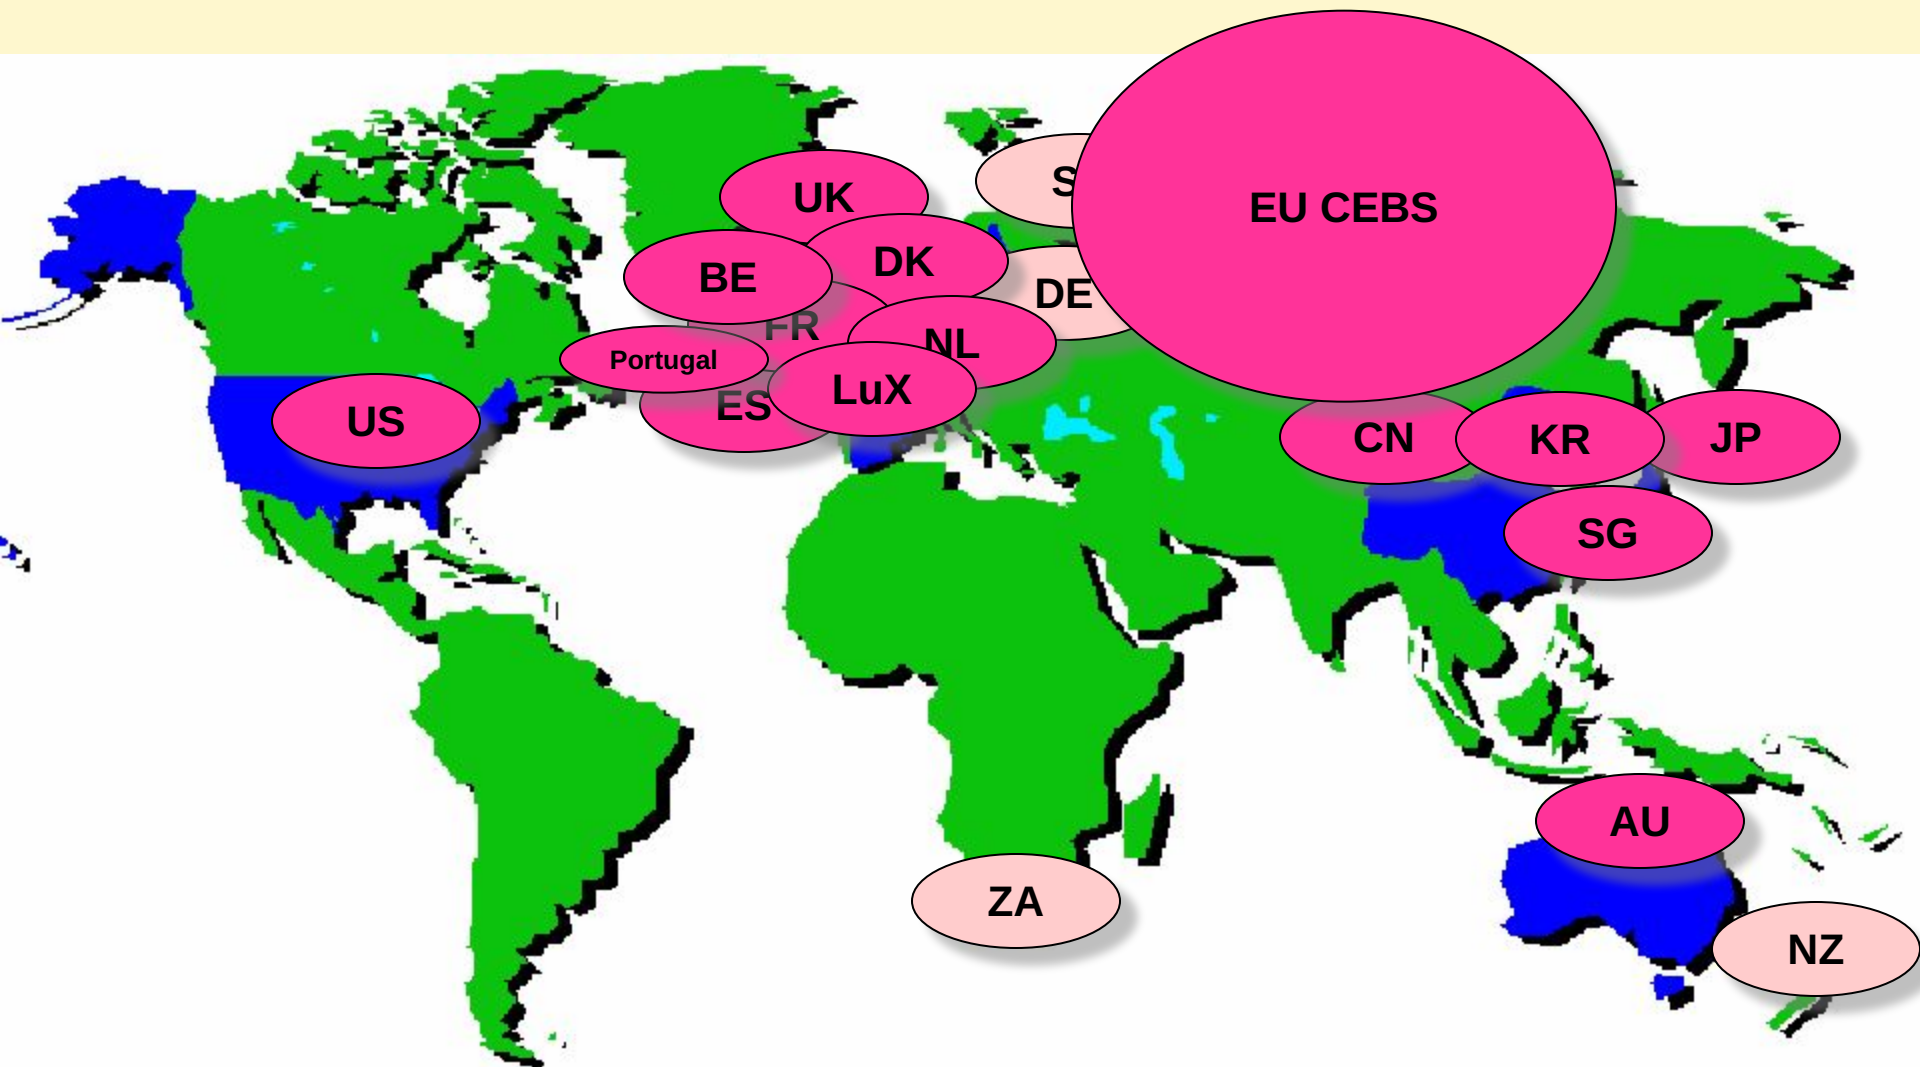 EU CEBS
UK
DK
BE
DE
FR
NL
Portugal
LuX
ES
US
CN
KR
JP
SG
AU
ZA
NZ